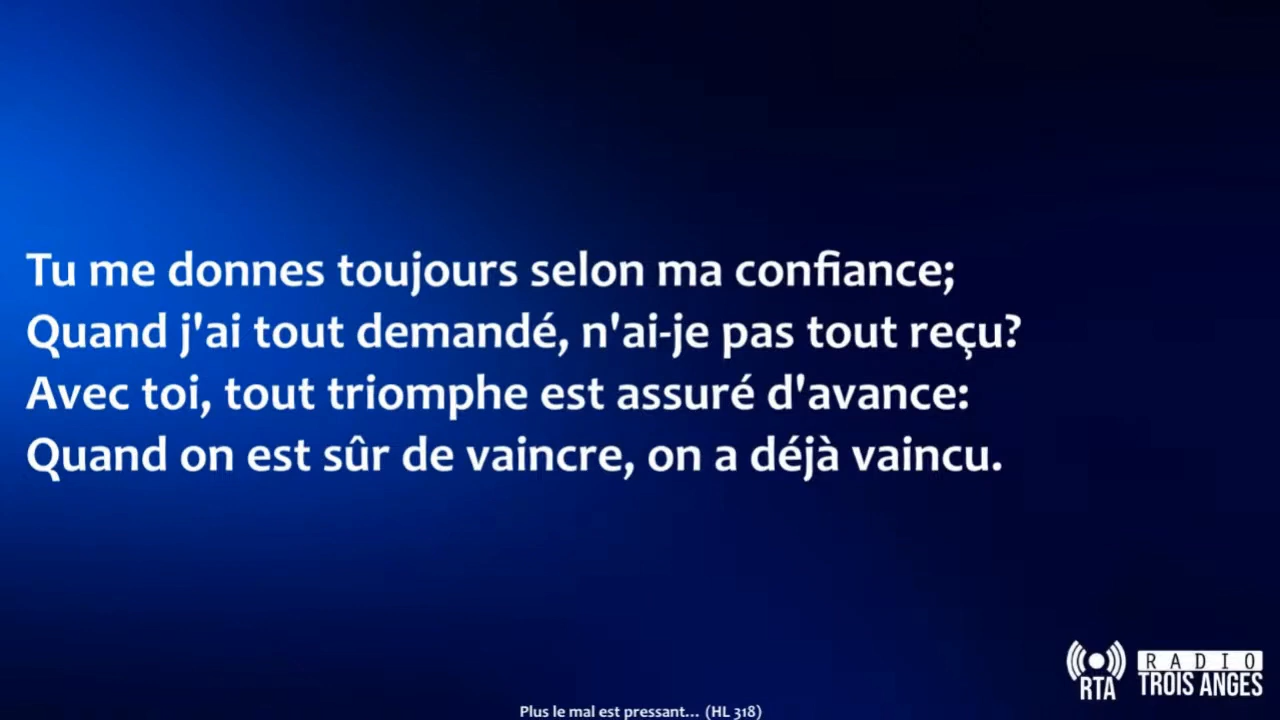 Tu me donnes toujours selon ma confiance;
Quand j'ai tout demandé, n'ai-je pas tout reçu?
Avec toi, tout triomphe est assuré d'avance:
Quand on est sûr de vaincre, on a déjà vaincu.
RADIO
RTA TROIS ANGES
Plus le mal est pressant... (HL 318)